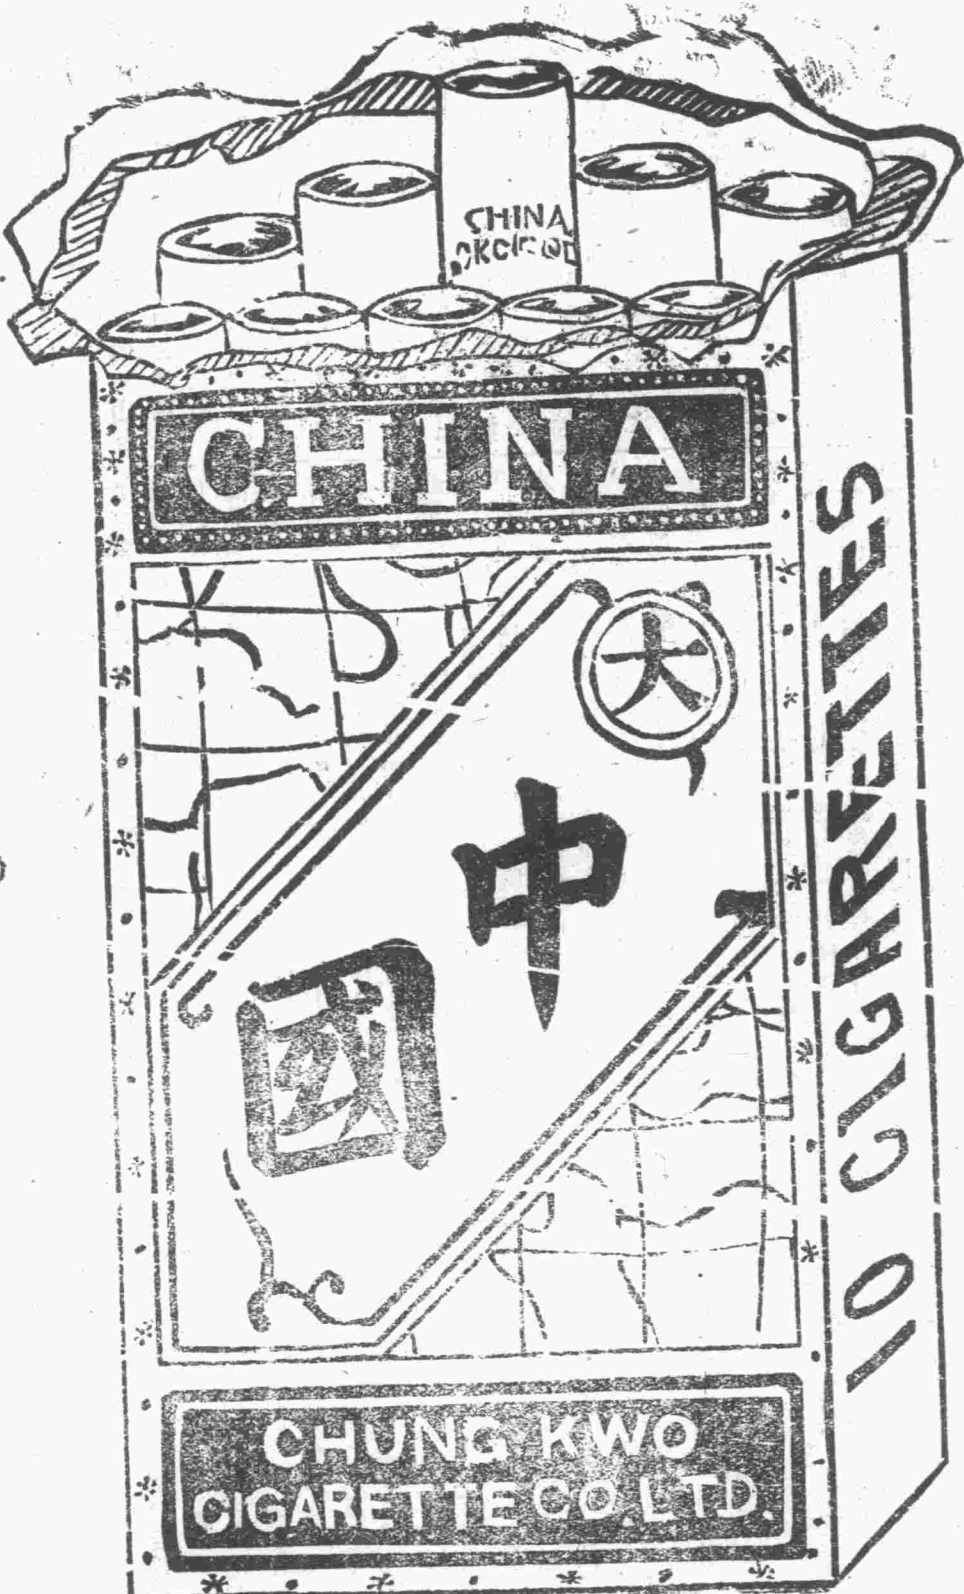 CHINA
CHINA
大
中
國
CHUNG KWO
CIGARETTE CO. LTD.
10 CIGARETTES